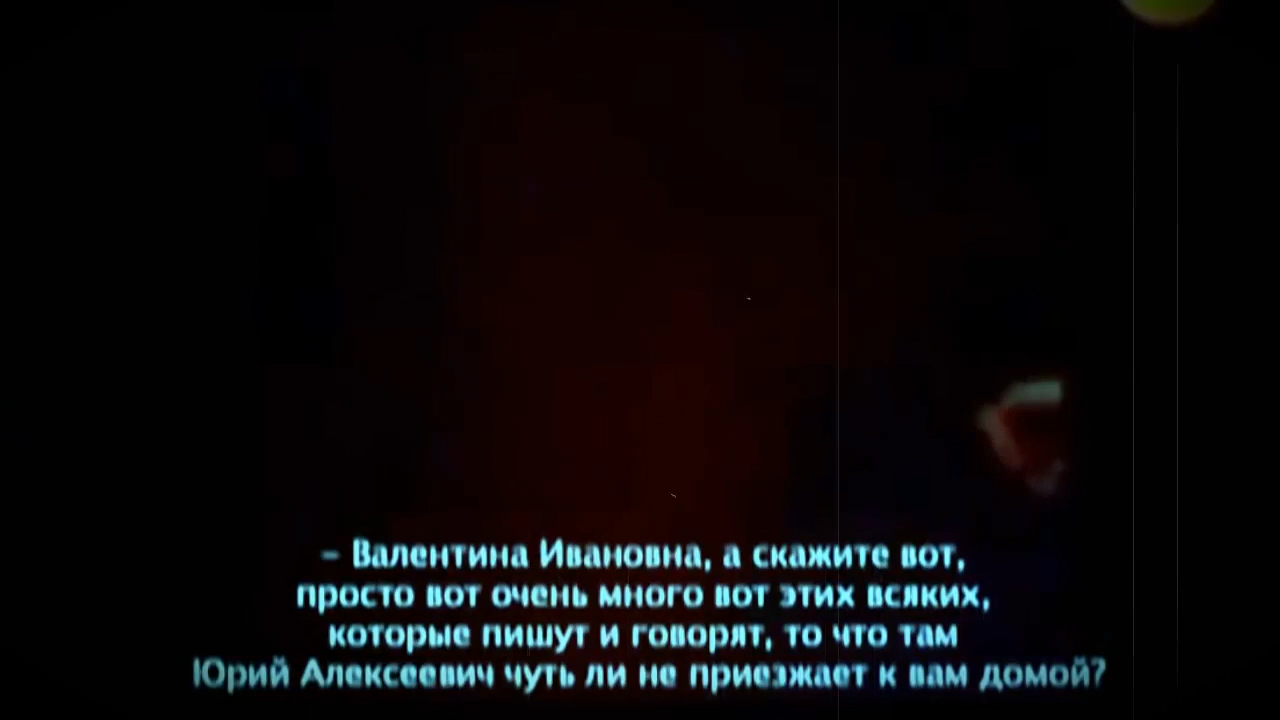 – Валентина Ивановна, а скажите вот,
просто вот очень много вот этих всяких,
которые пишут и говорят, то что там
Юрий Алексеевич чуть ли не приезжает к вам домой?